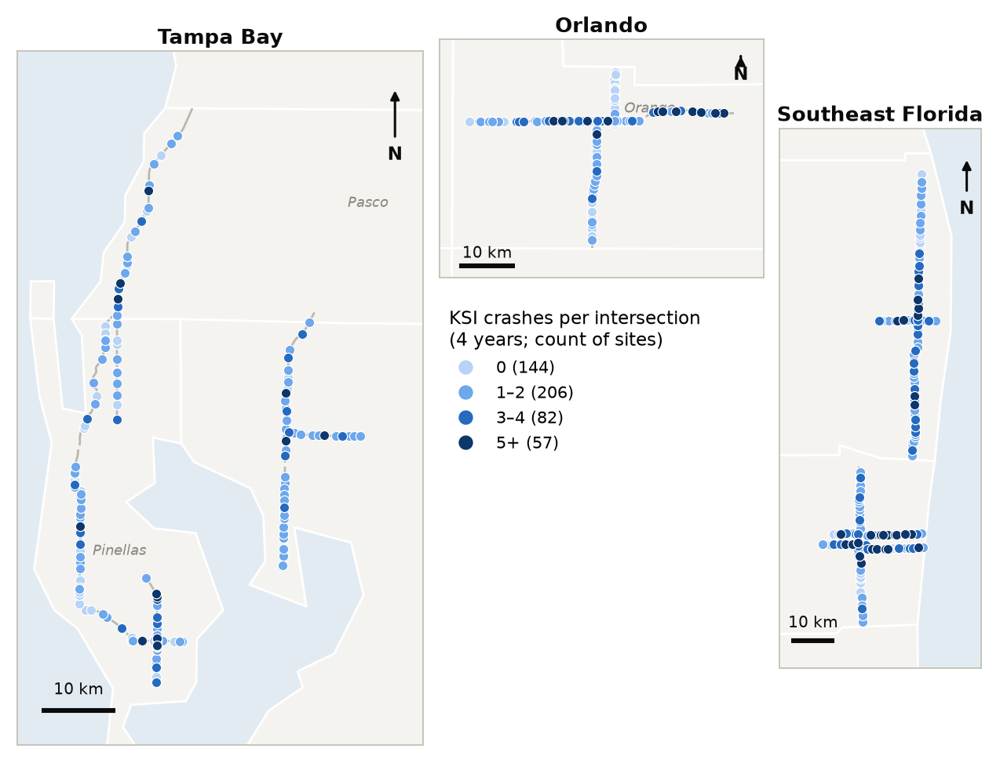 Tampa Bay
N
Pasco
Pinellas
10 km
Orlando
N
Orange
10 km
KSI crashes per intersection
(4 years; count of sites)
0 (144)
1–2 (206)
3–4 (82)
5+ (57)
Southeast Florida
N
10 km